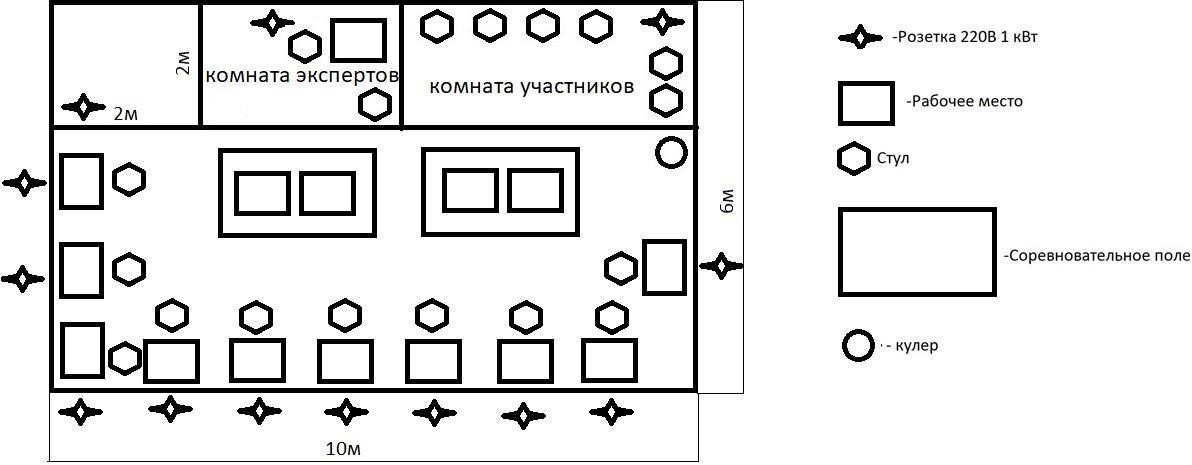 2м
2м
комната экспертов
комната участников
6м
10м
-Розетка 220В 1 кВт
-Рабочее место
Стул
-Соревновательное поле
- кулер